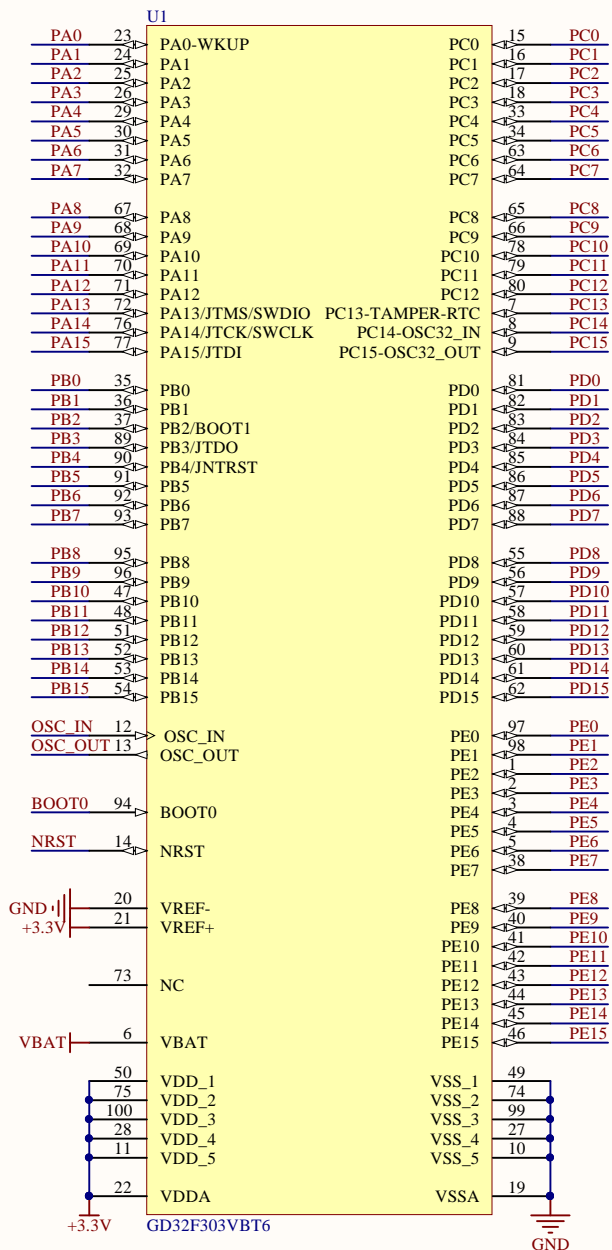 U1
PA0 23 PA0-WKUP PC0 15 PC0
PA1 24 PA1 PC1 16 PC1
PA2 25 PA2 PC2 17 PC2
PA3 26 PA3 PC3 18 PC3
PA4 29 PA4 PC4 33 PC4
PA5 30 PA5 PC5 34 PC5
PA6 31 PA6 PC6 63 PC6
PA7 32 PA7 PC7 64 PC7
PA8 67 PA8 PC8 65 PC8
PA9 68 PA9 PC9 66 PC9
PA10 69 PA10 PC10 78 PC10
PA11 70 PA11 PC11 79 PC11
PA12 71 PA12 PC12 80 PC12
PA13 72 PA13/JTMS/SWDIO PC13-TAMPER-RTC 7 PC13
PA14 76 PA14/JTCK/SWCLK PC14-OSC32_IN 8 PC14
PA15 77 PA15/JTDI PC15-OSC32_OUT 9 PC15
PB0 35 PB0 PD0 81 PD0
PB1 36 PB1 PD1 82 PD1
PB2 37 PB2/BOOT1 PD2 83 PD2
PB3 89 PB3/JTDO PD3 84 PD3
PB4 90 PB4/JNTRST PD4 85 PD4
PB5 91 PB5 PD5 86 PD5
PB6 92 PB6 PD6 87 PD6
PB7 93 PB7 PD7 88 PD7
PB8 95 PB8 PD8 55 PD8
PB9 96 PB9 PD9 56 PD9
PB10 47 PB10 PD10 57 PD10
PB11 48 PB11 PD11 58 PD11
PB12 51 PB12 PD12 59 PD12
PB13 52 PB13 PD13 60 PD13
PB14 53 PB14 PD14 61 PD14
PB15 54 PB15 PD15 62 PD15
OSC_IN 12 OSC_IN PE0 97 PE0
OSC_OUT 13 OSC_OUT PE1 98 PE1
PE2 1 PE2
PE3 2 PE3
BOOT0 94 BOOT0 PE4 3 PE4
PE5 4 PE5
NRST 14 NRST PE6 5 PE6
PE7 38 PE7
GND 20 VREF- PE8 39 PE8
+3.3V 21 VREF+ PE9 40 PE9
PE10 41 PE10
PE11 42 PE11
73 NC PE12 43 PE12
PE13 44 PE13
PE14 45 PE14
VBAT 6 VBAT PE15 46 PE15
50 VDD_1 VSS_1 49
75 VDD_2 VSS_2 74
100 VDD_3 VSS_3 99
28 VDD_4 VSS_4 27
11 VDD_5 VSS_5 10
22 VDDA VSSA 19
+3.3V GD32F303VBT6
GND